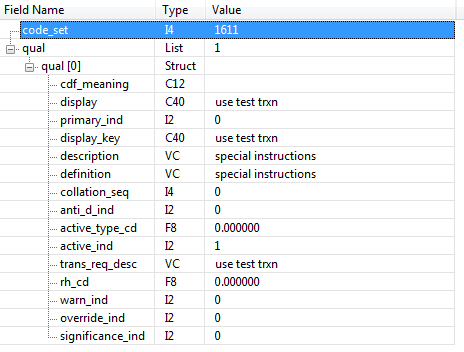 Field Name Type Value
code_set I4 1611
qual List 1
qual [0] Struct
cdf_meaning C12
display C40 use test trxn
primary_ind I2 0
display_key C40 use test trxn
description VC special instructions
definition VC special instructions
collation_seq I4 0
anti_d_ind I2 0
active_type_cd F8 0.000000
active_ind I2 1
trans_req_desc VC use test trxn
rh_cd F8 0.000000
warn_ind I2 0
override_ind I2 0
significance_ind I2 0